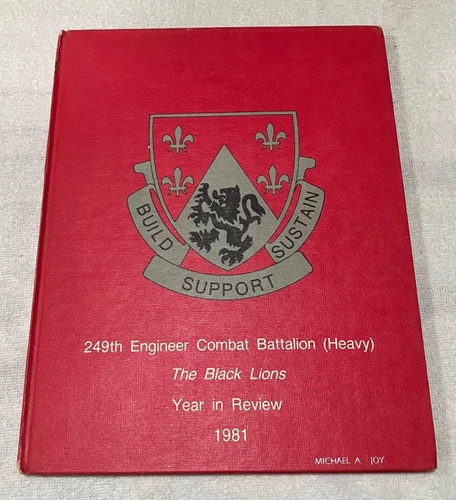 BUILD
SUPPORT
SUSTAIN
249th Engineer Combat Battalion (Heavy)
The Black Lions
Year in Review
1981
MICHAEL A. JOY